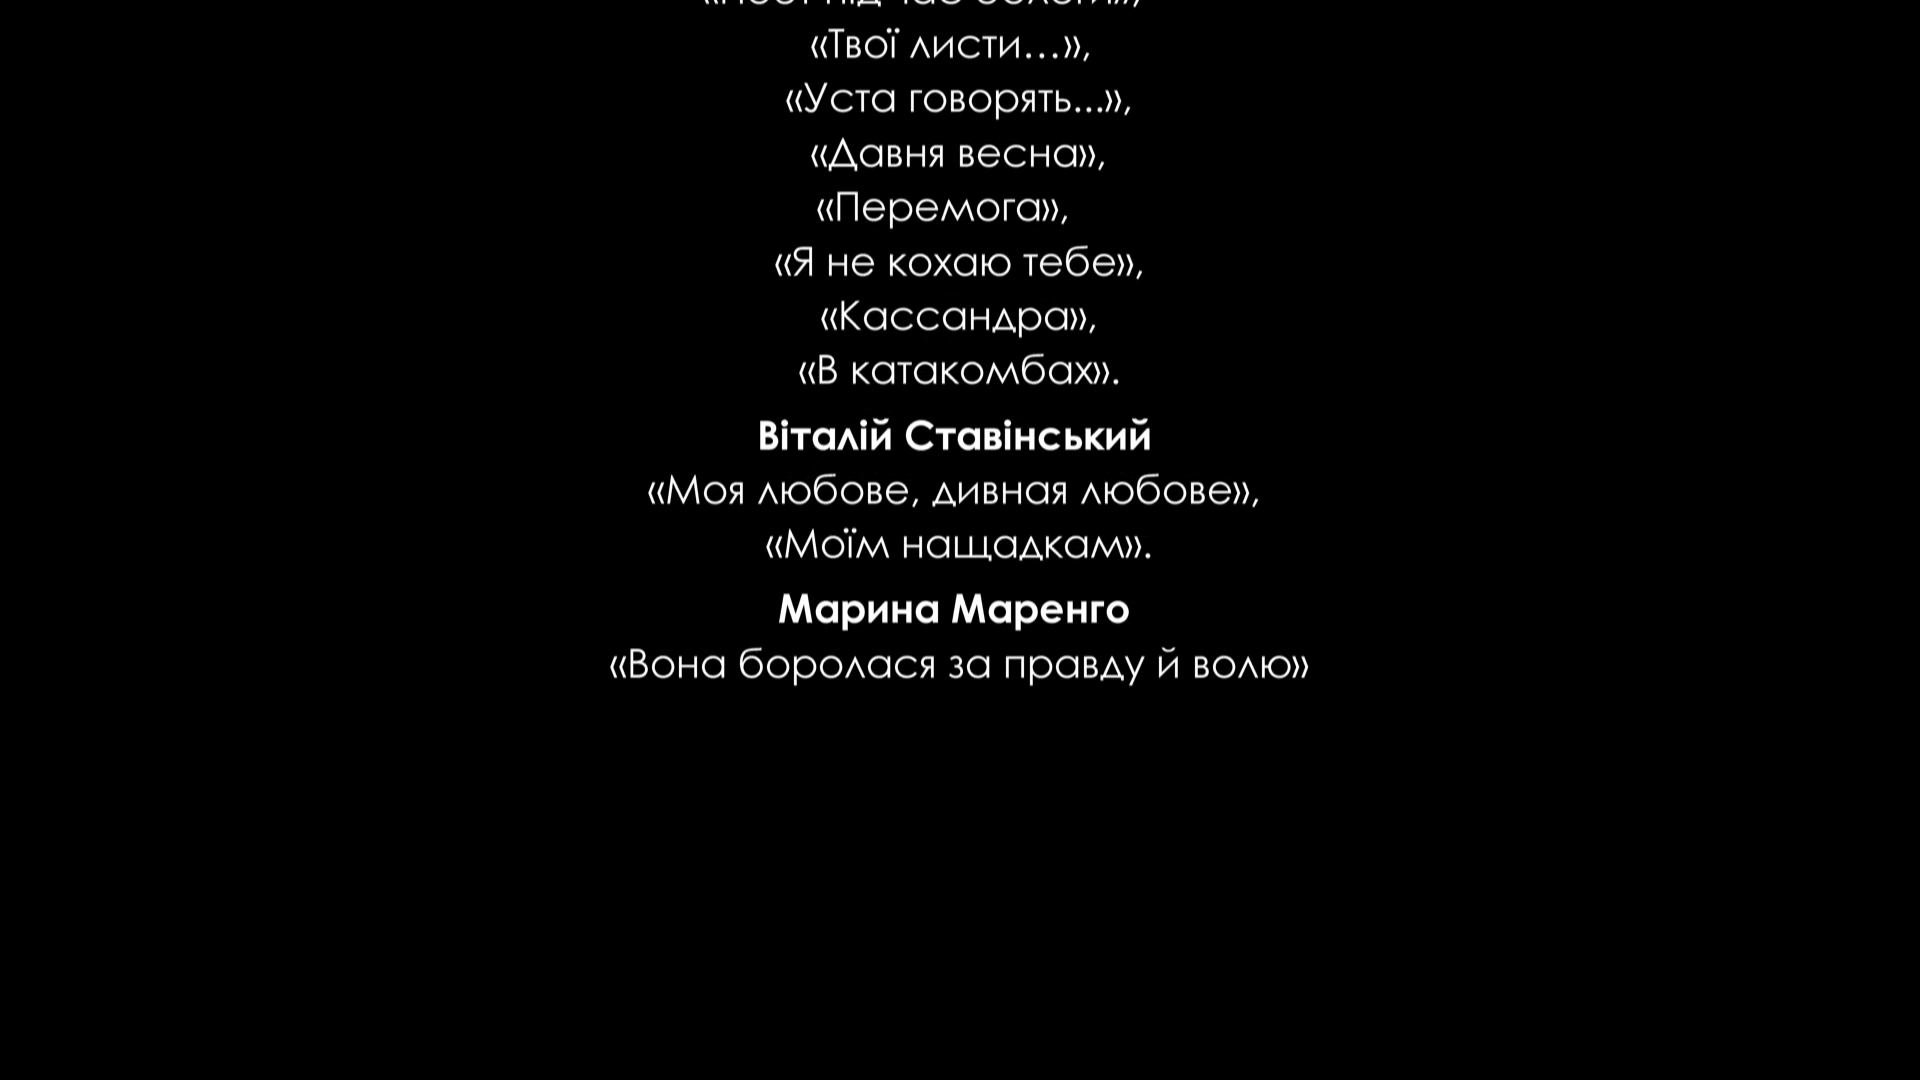 «Твої листи…»,
«Уста говорять...»,
«Давня весна»,
«Перемога»,
«Я не кохаю тебе»,
«Кассандра»,
«В катакомбах».
Віталій Ставінський
«Моя любове, дивная любове»,
«Моїм нащадкам».
Марина Маренго
«Вона боролася за правду й волю»